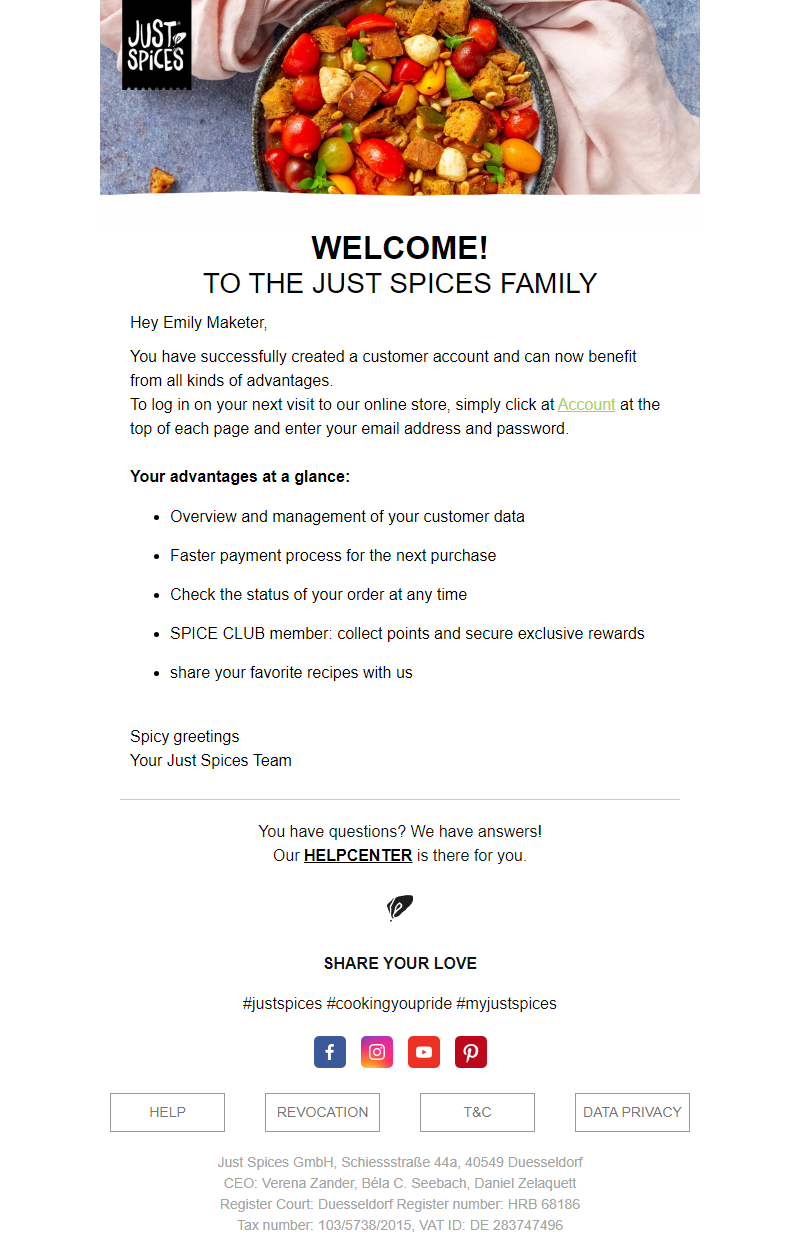 JUST
SPICES
WELCOME!
TO THE JUST SPICES FAMILY
Hey Emily Maketer,
You have successfully created a customer account and can now benefit
from all kinds of advantages.
To log in on your next visit to our online store, simply click at Account at the
top of each page and enter your email address and password.
Your advantages at a glance:
• Overview and management of your customer data
• Faster payment process for the next purchase
• Check the status of your order at any time
• SPICE CLUB member: collect points and secure exclusive rewards
• share your favorite recipes with us
Spicy greetings
Your Just Spices Team
You have questions? We have answers!
Our HELPCENTER is there for you.
SHARE YOUR LOVE
#justspices #cookingyoupride #myjustspices
HELP REVOCATION T&C DATA PRIVACY
Just Spices GmbH, Schiessstraße 44a, 40549 Duesseldorf
CEO: Verena Zander, Béla C. Seebach, Daniel Zelaquett
Register Court: Duesseldorf Register number: HRB 68186
Tax number: 103/5738/2015, VAT ID: DE 283747496